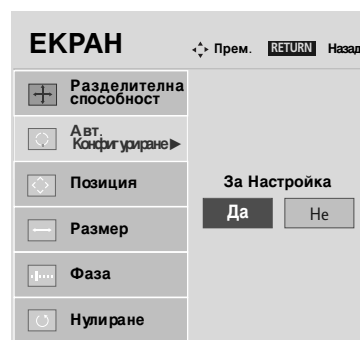 ЕКРАН
Прем. RETURN Назад
Разделителна
способност
Авт.
Конфигуриране
Позиция
Размер
Фаза
Нулиране
За Настройка
Да Не